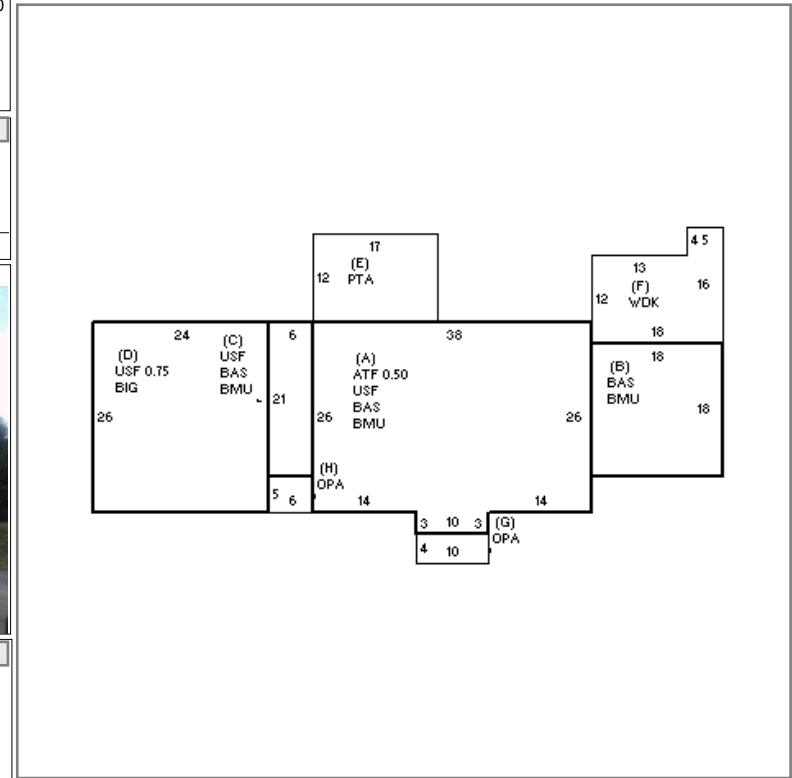 4 5
17
(E)
PTA
12
13
(F)
WDK
16
12
18
24
(D)
USF 0.75
BIG
26
(C)
USF
BAS
BMU
6
21
38
(A)
ATF 0.50
USF
BAS
BMU
26
26
18
(B)
BAS
BMU
18
(H)
OPA
5 6
14
14
3 10 3
(G)
OPA
4 10